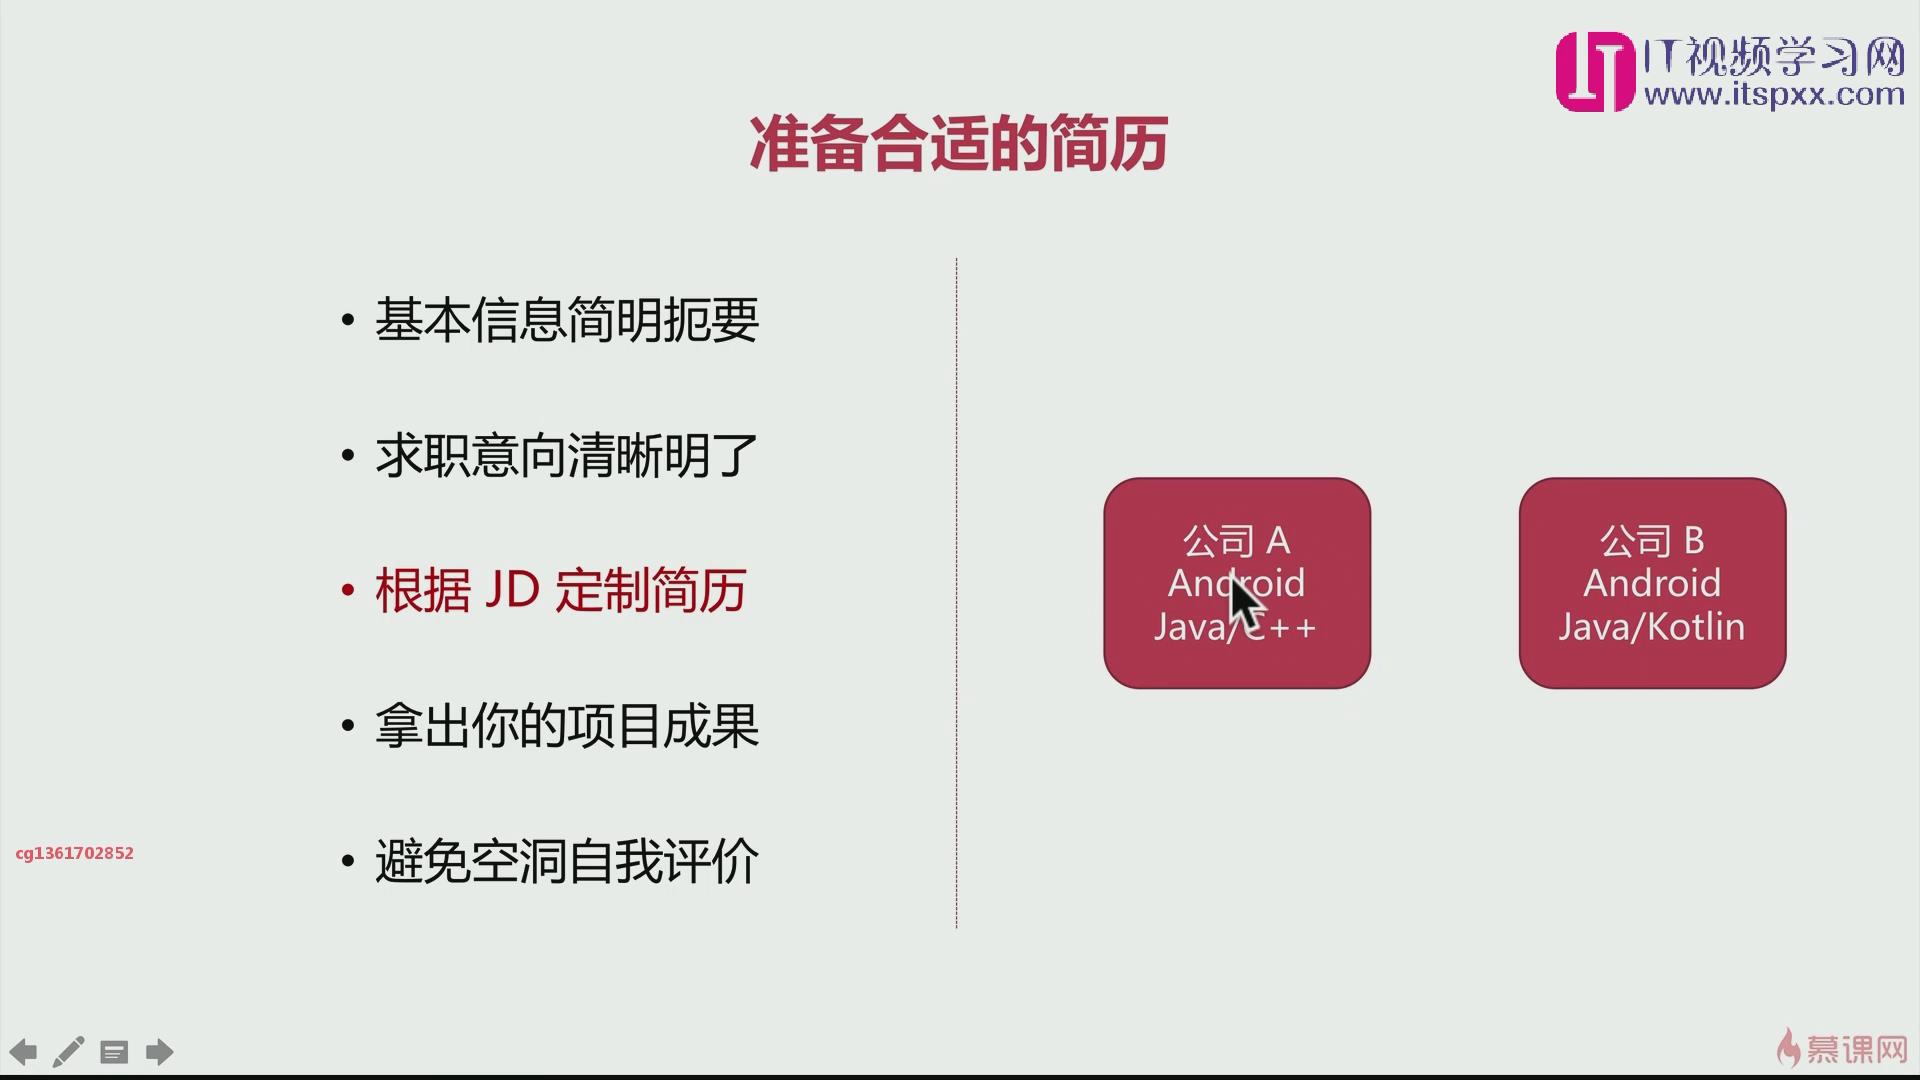 IT视频学习网
www.itspxx.com
准备合适的简历
• 基本信息简明扼要
• 求职意向清晰明了
• 根据 JD 定制简历
• 拿出你的项目成果
• 避免空洞自我评价
公司 A
Android
Java/C++
公司 B
Android
Java/Kotlin
cg1361702852
慕课网